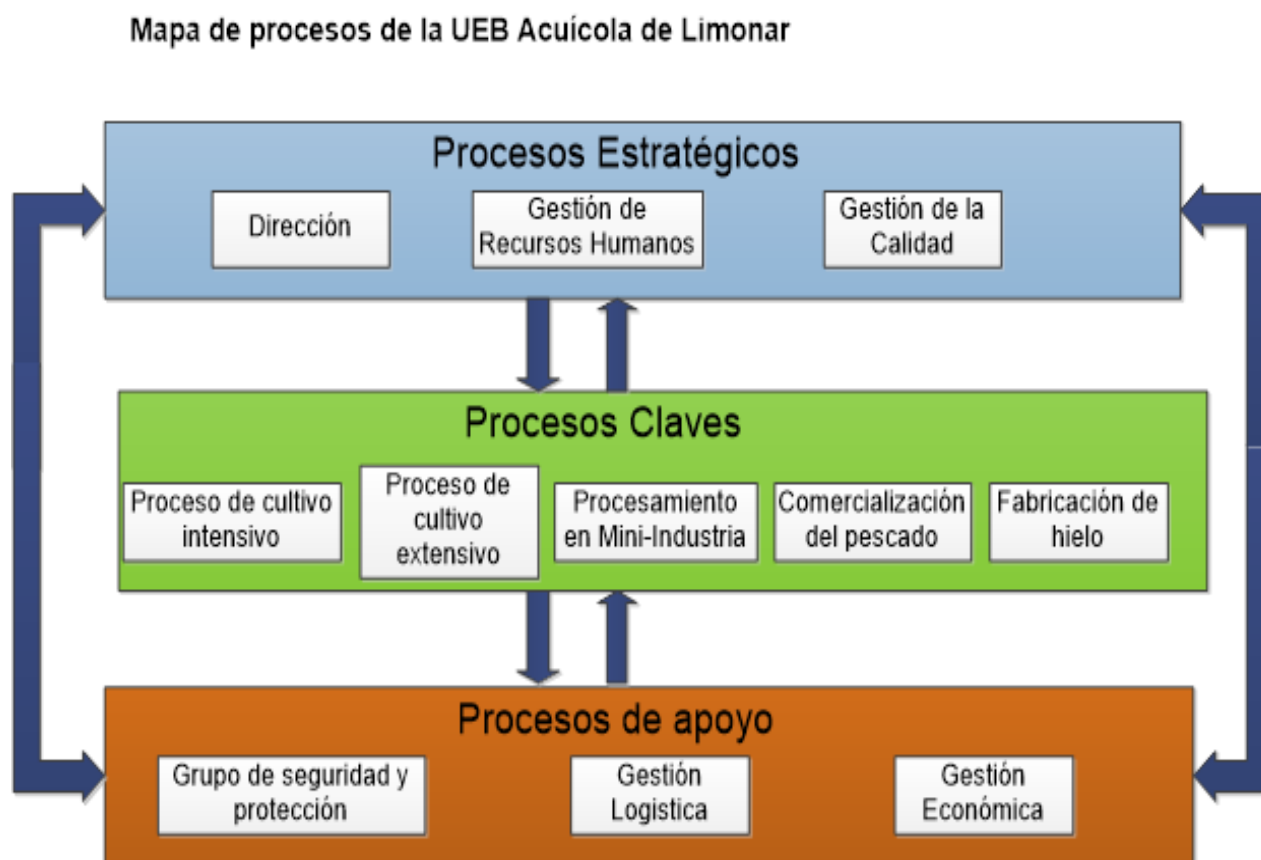 Mapa de procesos de la UEB Acuícola de Limonar
Procesos Estratégicos
Dirección
Gestión de
Recursos Humanos
Gestión de la
Calidad
Procesos Claves
Proceso de cultivo
intensivo
Proceso de
cultivo
extensivo
Procesamiento
en Mini-Industria
Comercialización
del pescado
Fabricación de
hielo
Procesos de apoyo
Grupo de seguridad y
protección
Gestión
Logistica
Gestión
Económica